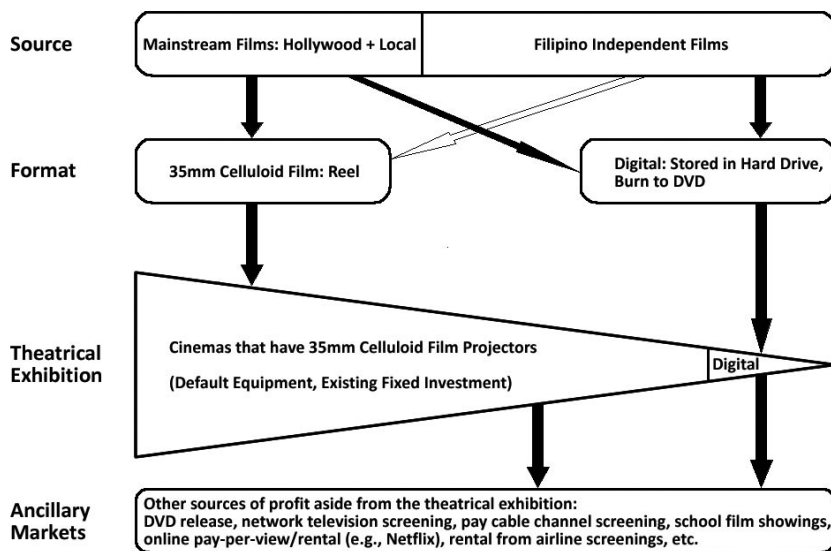 Source
Mainstream Films: Hollywood + Local
Filipino Independent Films
Format
35mm Celluloid Film: Reel
Digital: Stored in Hard Drive,
Burn to DVD
Theatrical
Exhibition
Cinemas that have 35mm Celluloid Film Projectors
(Default Equipment, Existing Fixed Investment)
Digital
Ancillary
Markets
Other sources of profit aside from the theatrical exhibition:
DVD release, network television screening, pay cable channel screening, school film showings,
online pay-per-view/rental (e.g., Netflix), rental from airline screenings, etc.